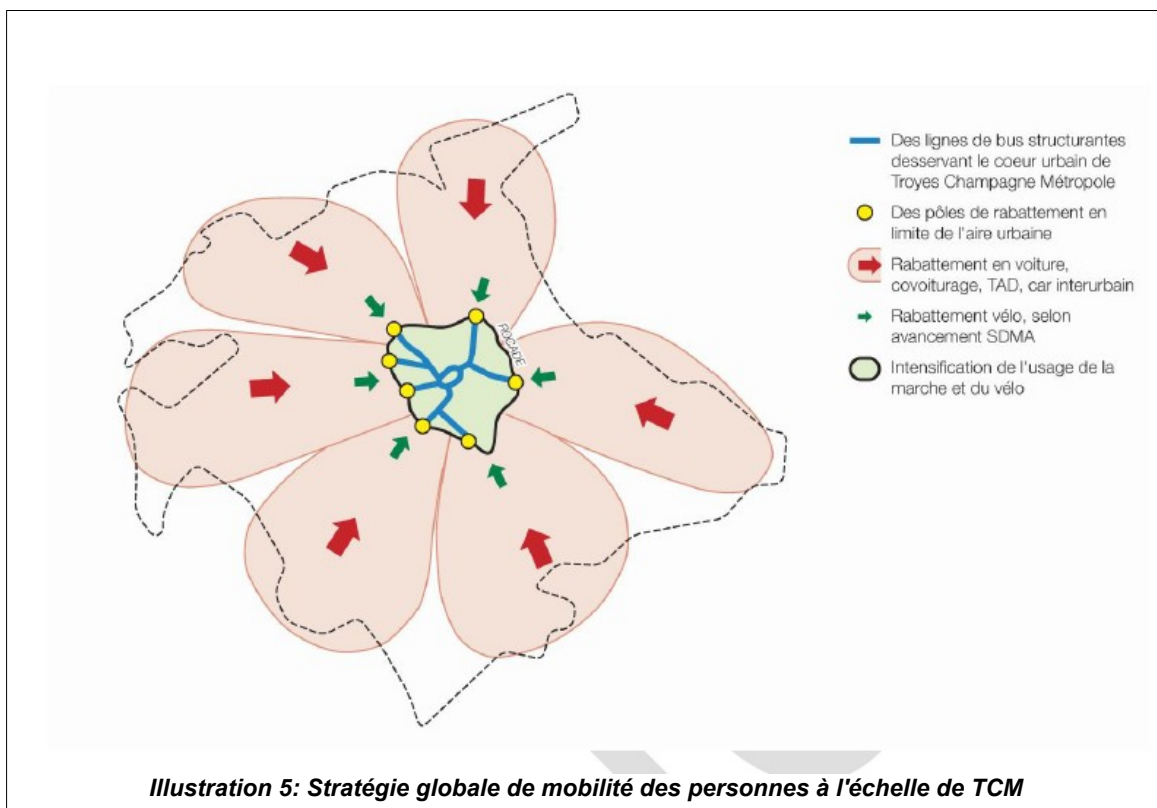 Des lignes de bus structurantes
desservant le coeur urbain de
Troyes Champagne Métropole
Des pôles de rabattement en
limite de l'aire urbaine
Rabattement en voiture,
covoiturage, TAD, car interurbain
Rabattement vélo, selon
avancement SDMA
Intensification de l'usage de la
marche et du vélo
ROCADE
Illustration 5: Stratégie globale de mobilité des personnes à l'échelle de TCM